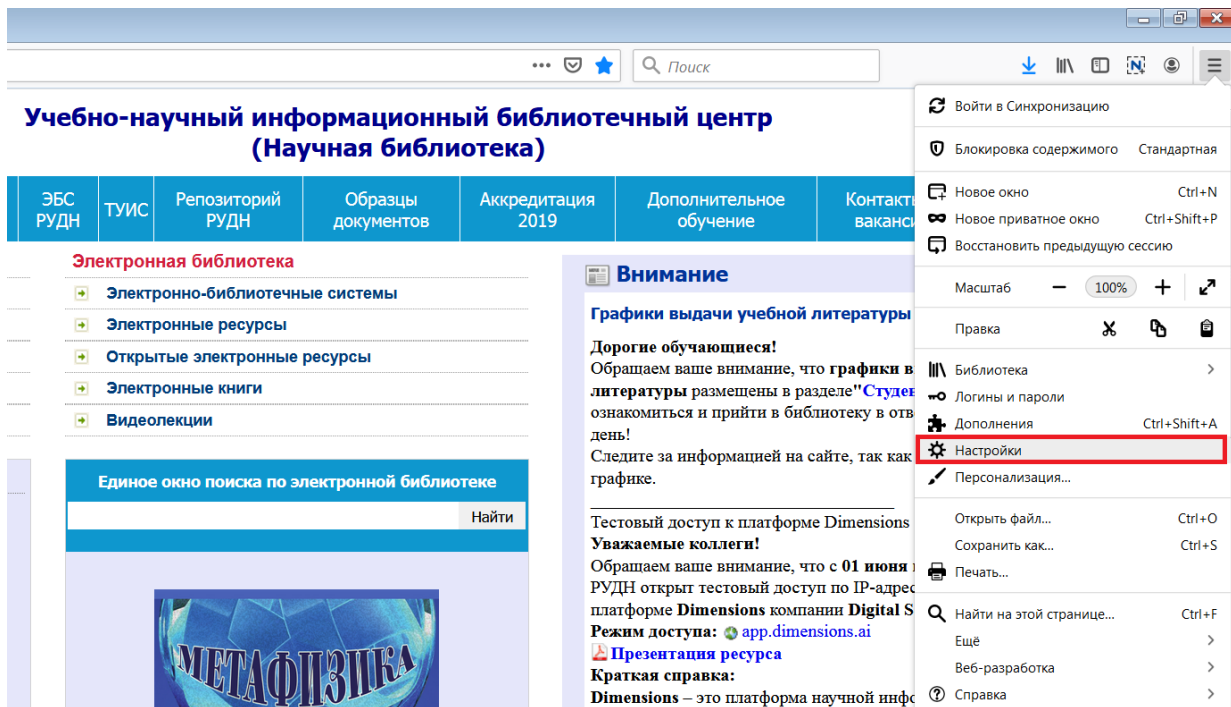 Поиск
Учебно-научный информационный библиотечный центр
(Научная библиотека)
ЭБС
РУДН
ТУИС
Репозиторий
РУДН
Образцы
документов
Аккредитация
2019
Дополнительное
обучение
Контакты
ваканс
Электронная библиотека
Электронно-библиотечные системы
Электронные ресурсы
Открытые электронные ресурсы
Электронные книги
Видеолекции
Единое окно поиска по электронной библиотеке
Найти
МЕТАФИЗИКА
Внимание
Графики выдачи учебной литературы
Дорогие обучающиеся!
Обращаем ваше внимание, что графики в
литературы размещены в разделе"Студен
ознакомиться и прийти в библиотеку в отв
день!
Следите за информацией на сайте, так как
графике.
Тестовый доступ к платформе Dimensions
Уважаемые коллеги!
Обращаем ваше внимание, что с 01 июня
РУДН открыт тестовый доступ по IP-адрес
платформе Dimensions компании Digital S
Режим доступа: app.dimensions.ai
Презентация ресурса
Краткая справка:
Dimensions – это платформа научной инфо
Войти в Синхронизацию
Блокировка содержимого Стандартная
Новое окно Ctrl+N
Новое приватное окно Ctrl+Shift+P
Восстановить предыдущую сессию
Масштаб − 100% +
Правка
Библиотека
Логины и пароли
Дополнения Ctrl+Shift+A
Настройки
Персонализация...
Открыть файл... Ctrl+O
Сохранить как... Ctrl+S
Печать...
Найти на этой странице... Ctrl+F
Ещё
Веб-разработка
Справка